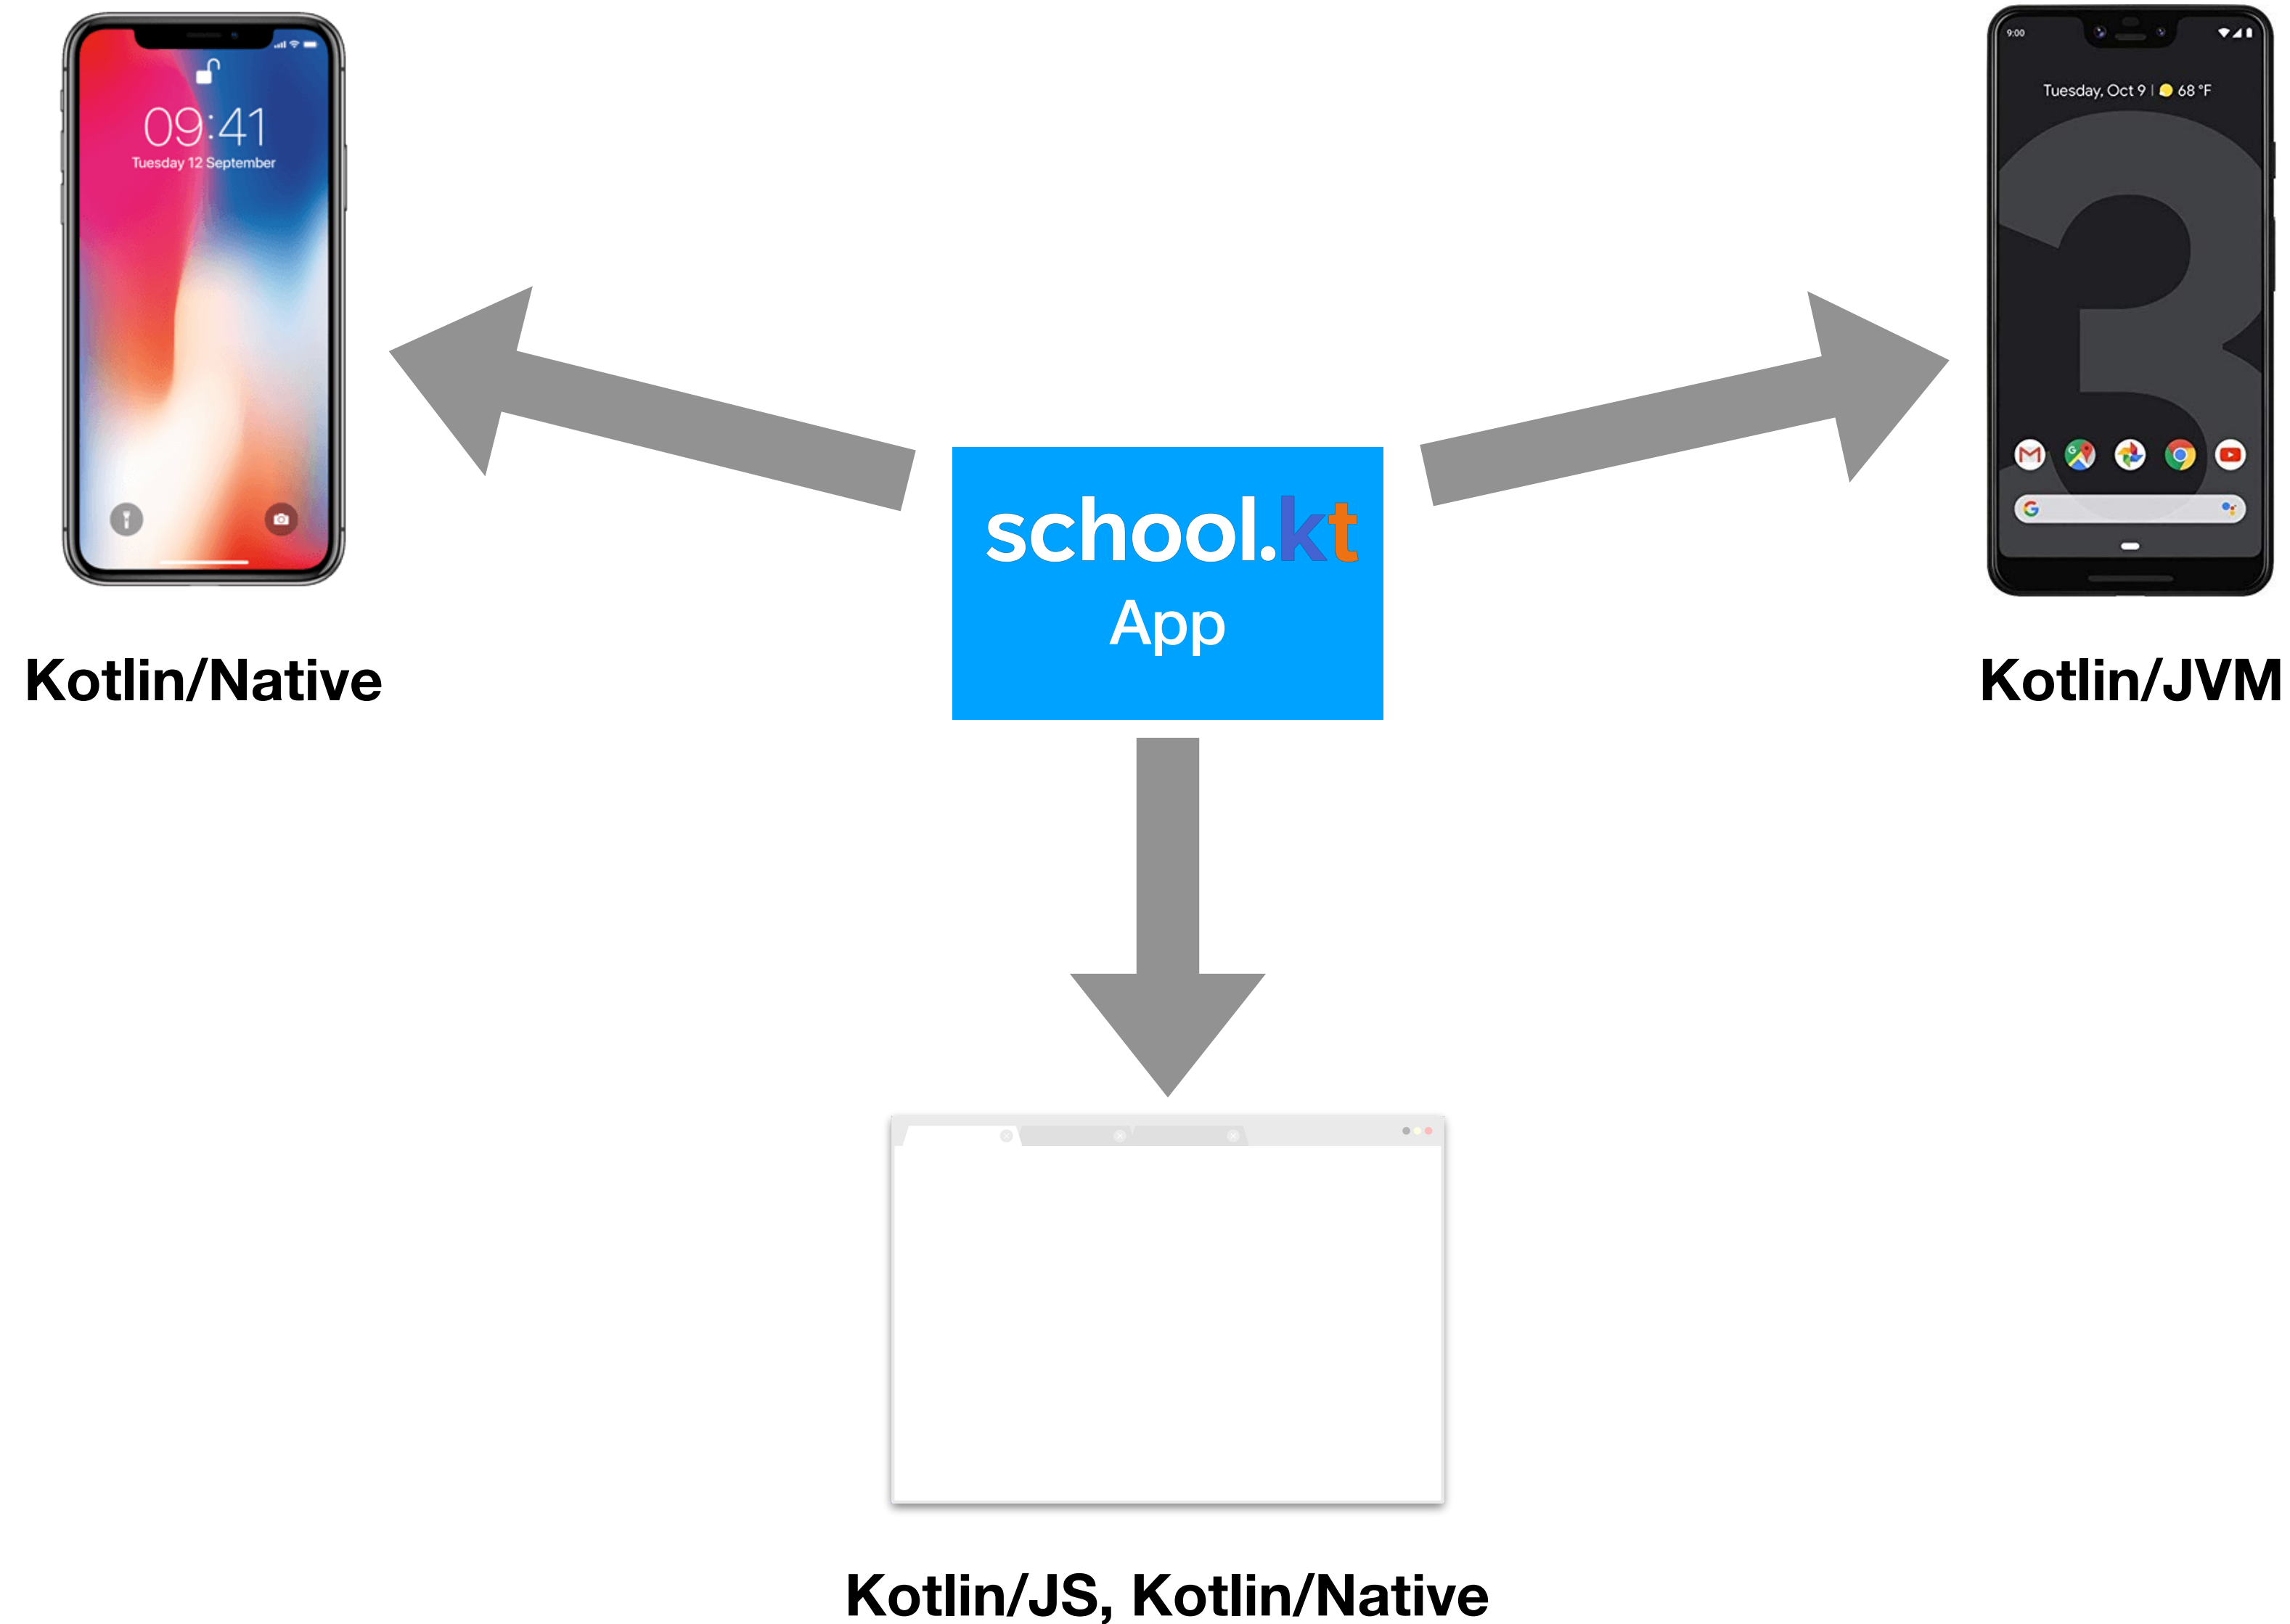 09:41
Tuesday 12 September
9:00
Tuesday, Oct 9 | 68 °F
school.kt
App
Kotlin/Native
Kotlin/JVM
Kotlin/JS, Kotlin/Native